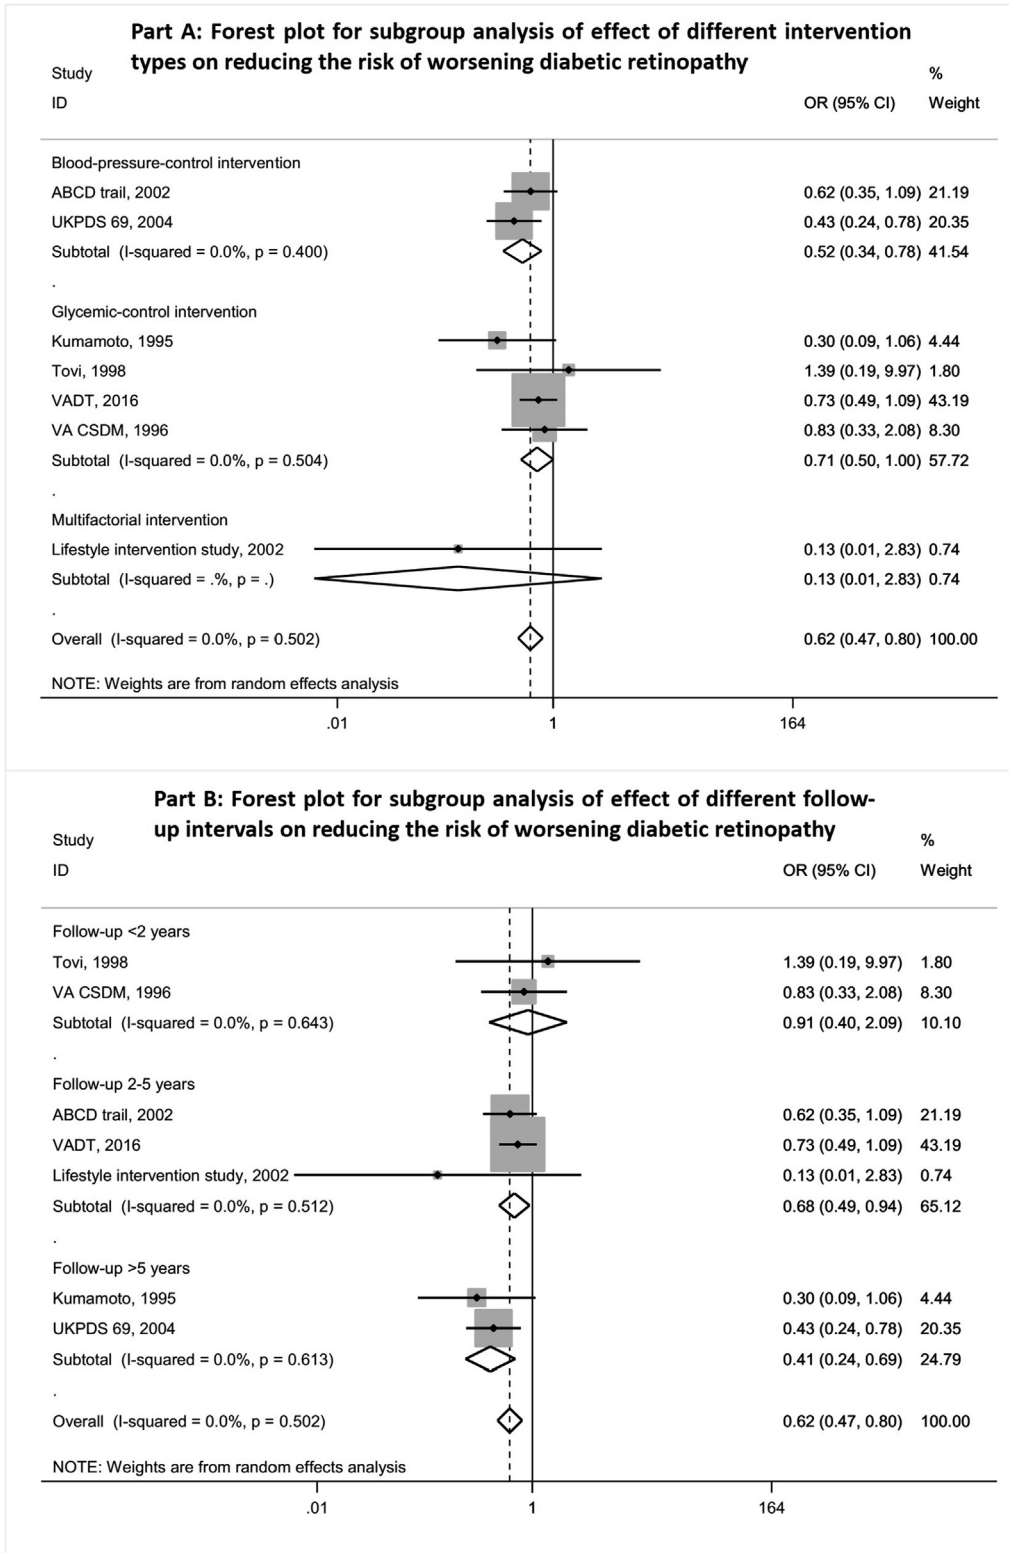 Part A: Forest plot for subgroup analysis of effect of different intervention
types on reducing the risk of worsening diabetic retinopathy
Study %
ID OR (95% CI) Weight
Blood-pressure-control intervention
ABCD trail, 2002 0.62 (0.35, 1.09) 21.19
UKPDS 69, 2004 0.43 (0.24, 0.78) 20.35
Subtotal (I-squared = 0.0%, p = 0.400) 0.52 (0.34, 0.78) 41.54
.
Glycemic-control intervention
Kumamoto, 1995 0.30 (0.09, 1.06) 4.44
Tovi, 1998 1.39 (0.19, 9.97) 1.80
VADT, 2016 0.73 (0.49, 1.09) 43.19
VA CSDM, 1996 0.83 (0.33, 2.08) 8.30
Subtotal (I-squared = 0.0%, p = 0.504) 0.71 (0.50, 1.00) 57.72
.
Multifactorial intervention
Lifestyle intervention study, 2002 0.13 (0.01, 2.83) 0.74
Subtotal (I-squared = .%, p = .) 0.13 (0.01, 2.83) 0.74
.
Overall (I-squared = 0.0%, p = 0.502) 0.62 (0.47, 0.80) 100.00
NOTE: Weights are from random effects analysis
.01 1 164
Part B: Forest plot for subgroup analysis of effect of different follow-
up intervals on reducing the risk of worsening diabetic retinopathy
Study %
ID OR (95% CI) Weight
Follow-up <2 years
Tovi, 1998 1.39 (0.19, 9.97) 1.80
VA CSDM, 1996 0.83 (0.33, 2.08) 8.30
Subtotal (I-squared = 0.0%, p = 0.643) 0.91 (0.40, 2.09) 10.10
.
Follow-up 2-5 years
ABCD trail, 2002 0.62 (0.35, 1.09) 21.19
VADT, 2016 0.73 (0.49, 1.09) 43.19
Lifestyle intervention study, 2002 0.13 (0.01, 2.83) 0.74
Subtotal (I-squared = 0.0%, p = 0.512) 0.68 (0.49, 0.94) 65.12
.
Follow-up >5 years
Kumamoto, 1995 0.30 (0.09, 1.06) 4.44
UKPDS 69, 2004 0.43 (0.24, 0.78) 20.35
Subtotal (I-squared = 0.0%, p = 0.613) 0.41 (0.24, 0.69) 24.79
.
Overall (I-squared = 0.0%, p = 0.502) 0.62 (0.47, 0.80) 100.00
NOTE: Weights are from random effects analysis
.01 1 164